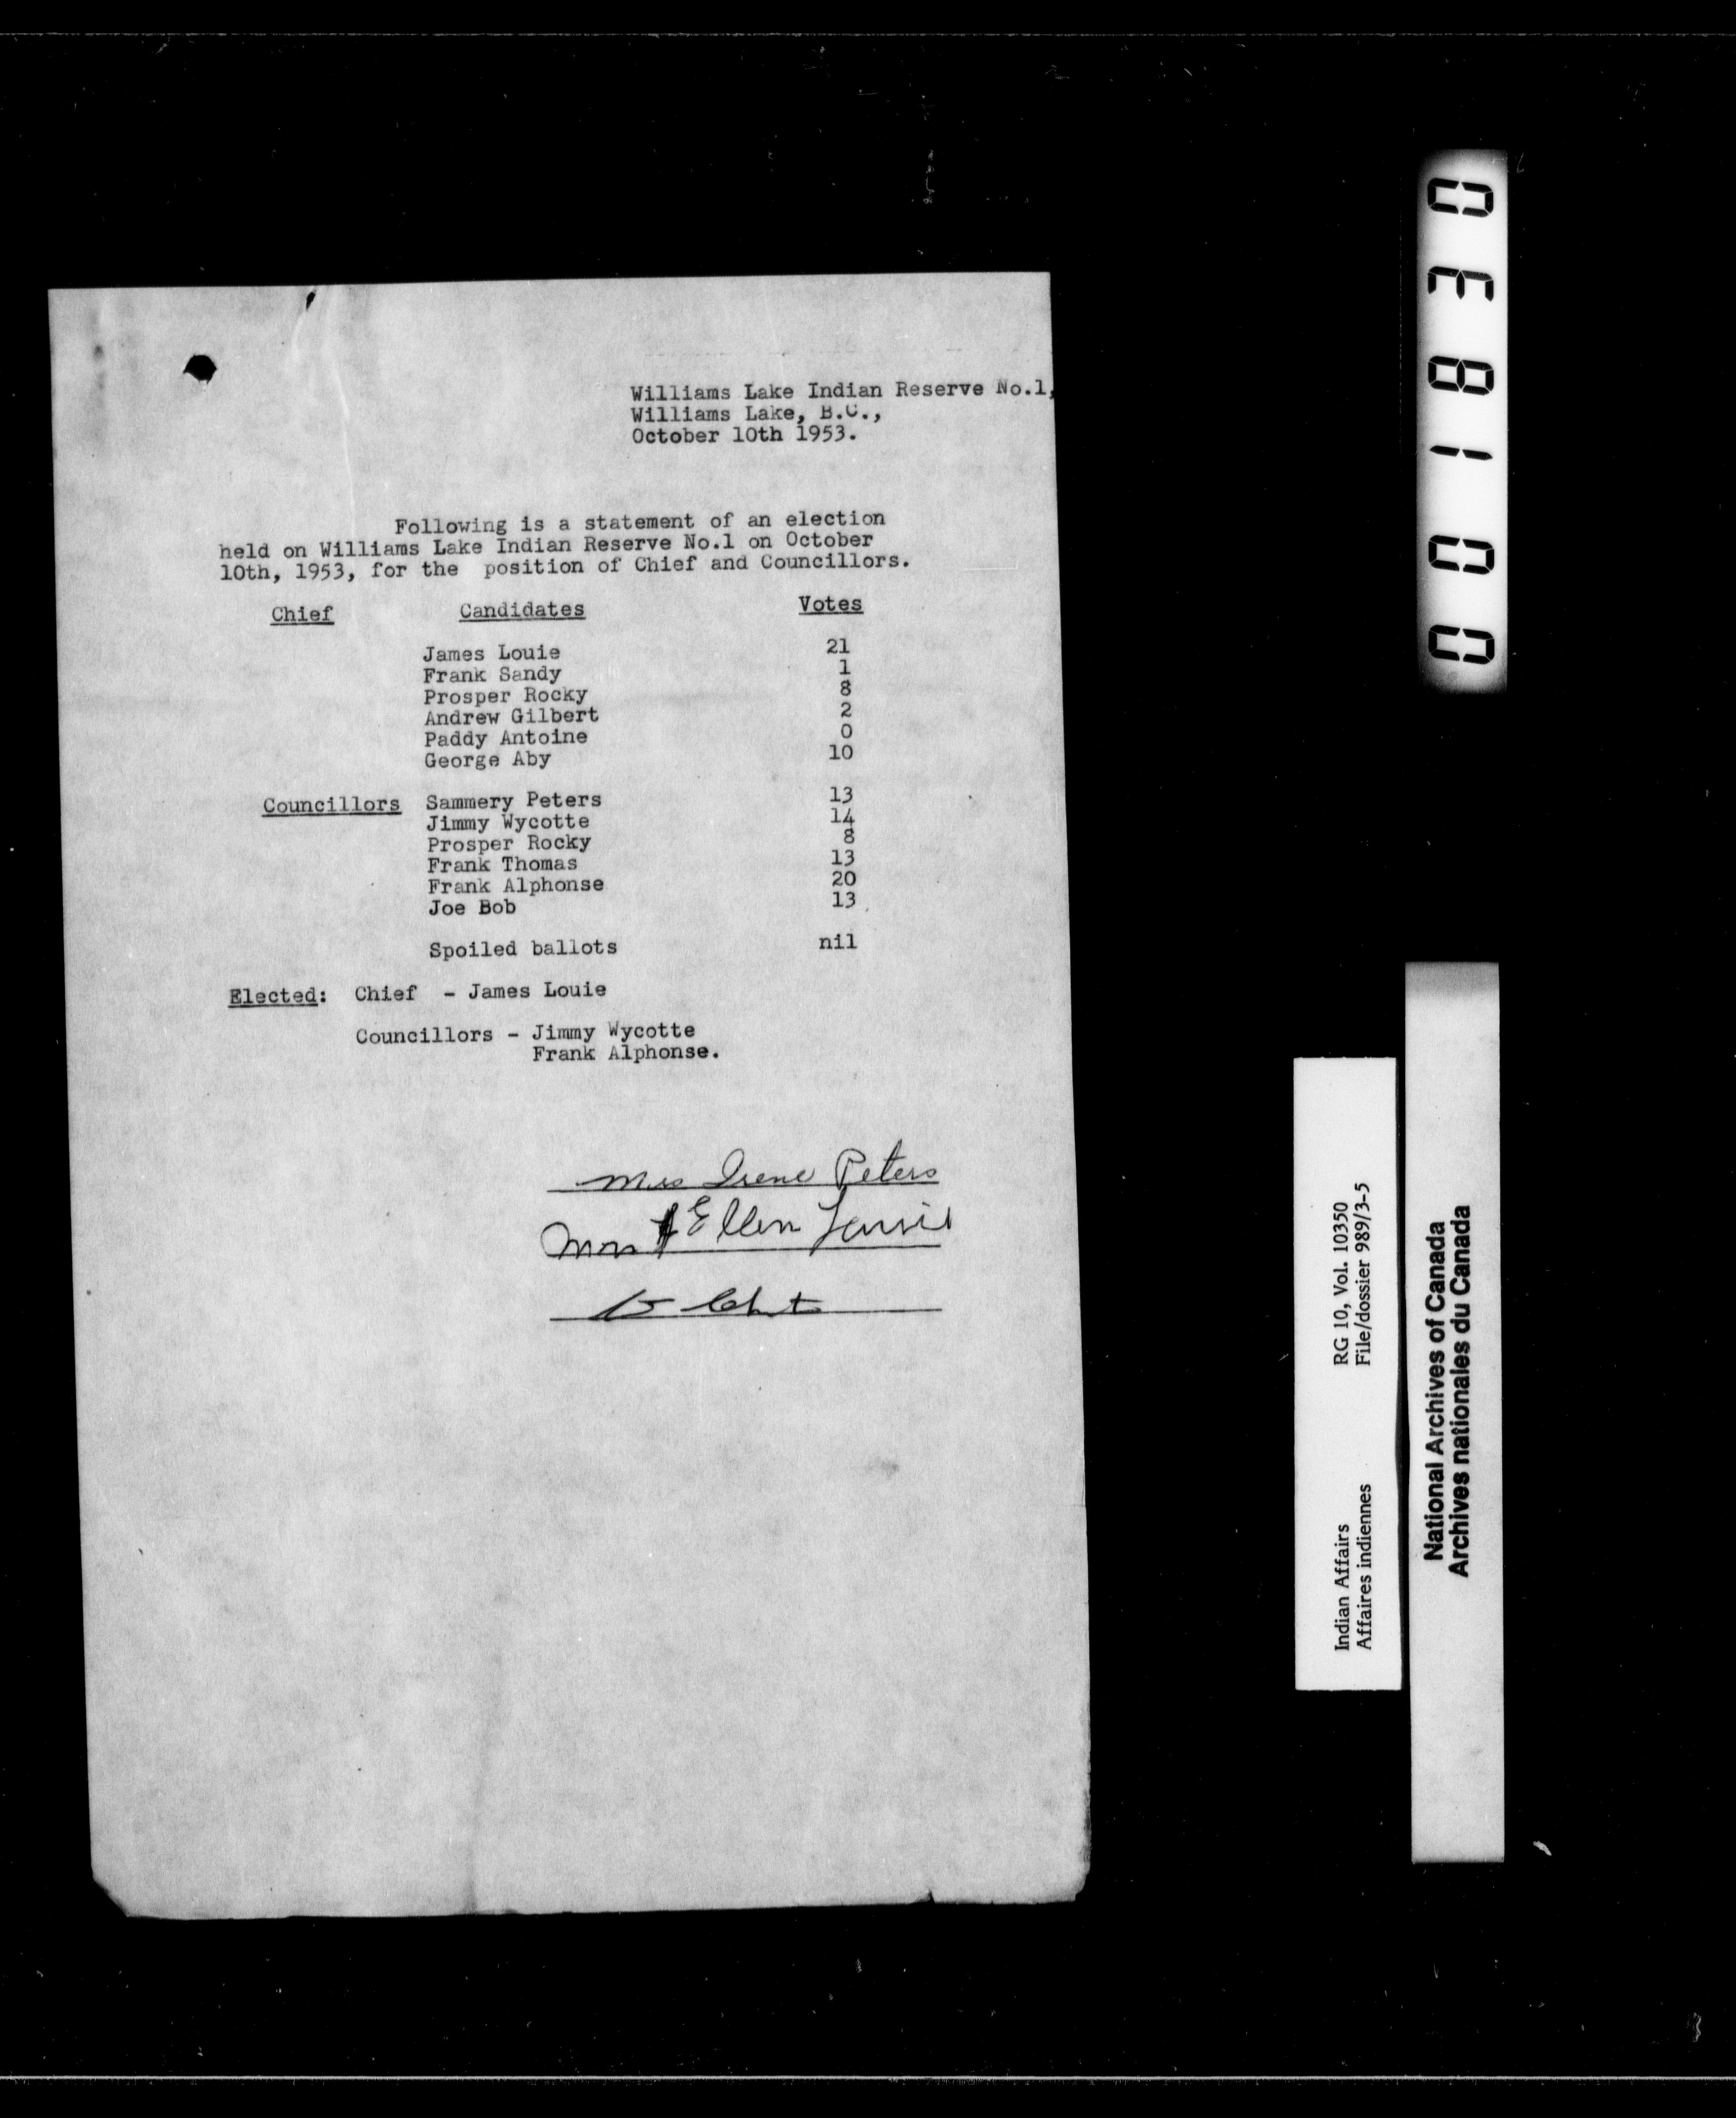 Williams Lake Indian Reserve No.1,
Williams Lake, B.C.,
October 10th 1953.
Following is a statement of an election
held on Williams Lake Indian Reserve No.1 on October
10th, 1953, for the position of Chief and Councillors.
Chief Candidates Votes
James Louie 21
Frank Sandy 1
Prosper Rocky 8
Andrew Gilbert 2
Paddy Antoine 0
George Aby 10
Councillors Sammery Peters 13
Jimmy Wycotte 14
Prosper Rocky 8
Frank Thomas 13
Frank Alphonse 20
Joe Bob 13
Spoiled ballots nil
Elected: Chief - James Louie
Councillors - Jimmy Wycotte
Frank Alphonse.
Miss Irene Peters
Ellen
001830
Indian Affairs RG 10, Vol. 10350
Affaires indiennes File/dossier 989/3-5
National Archives of Canada
Archives nationales du Canada